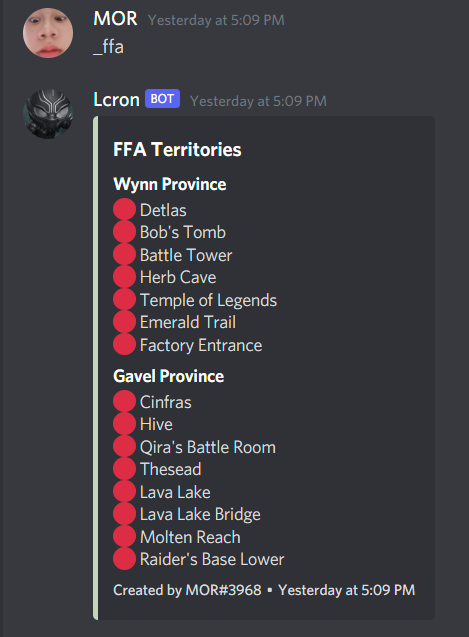 MOR Yesterday at 5:09 PM
_ffa
Lcron BOT Yesterday at 5:09 PM
FFA Territories
Wynn Province
Detlas
Bob's Tomb
Battle Tower
Herb Cave
Temple of Legends
Emerald Trail
Factory Entrance
Gavel Province
Cinfras
Hive
Qira's Battle Room
Thesead
Lava Lake
Lava Lake Bridge
Molten Reach
Raider's Base Lower
Created by MOR#3968 • Yesterday at 5:09 PM